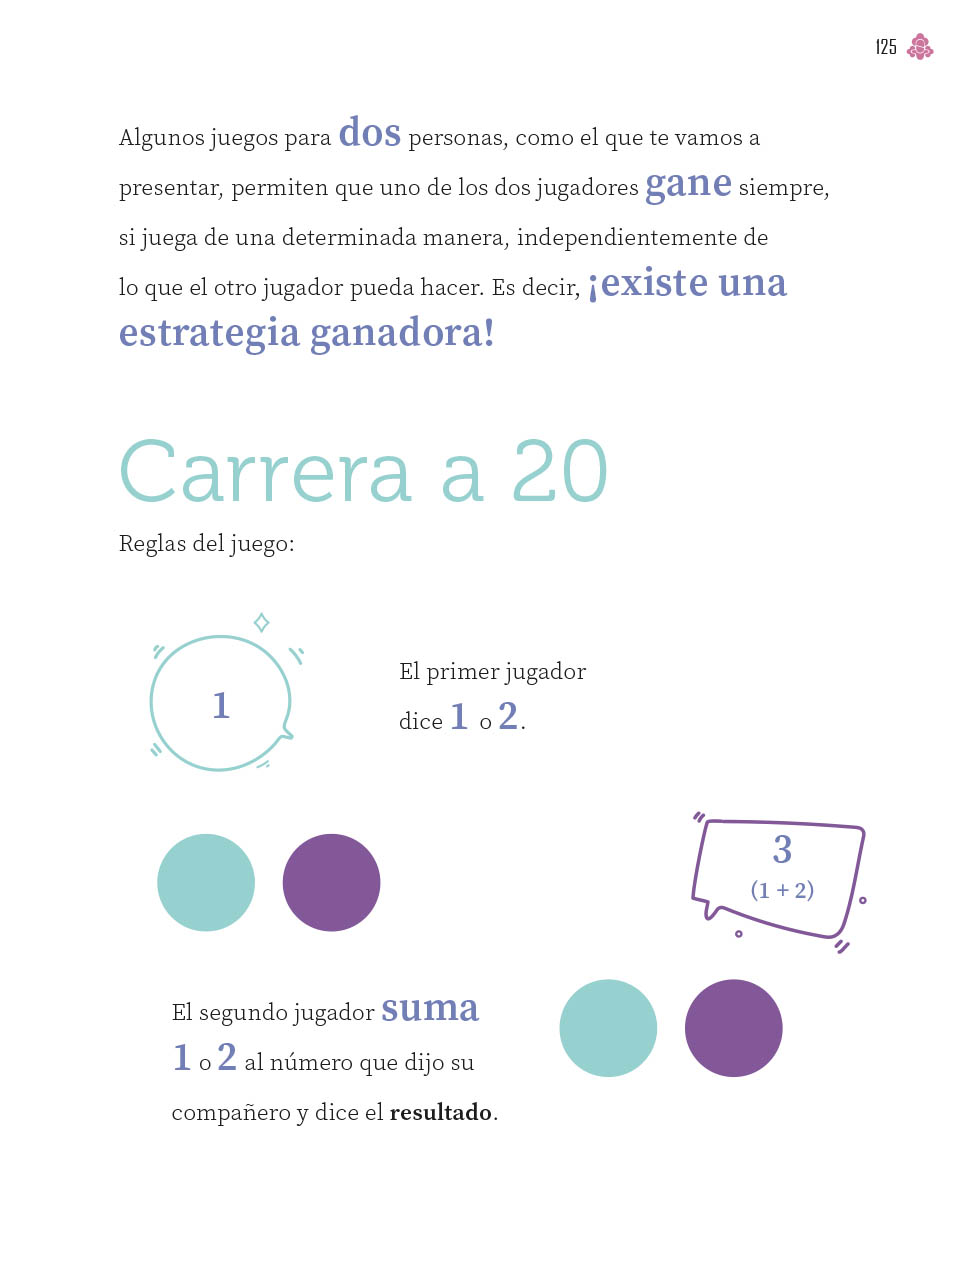 125
Algunos juegos para dos personas, como el que te vamos a
presentar, permiten que uno de los dos jugadores gane siempre,
si juega de una determinada manera, independientemente de
lo que el otro jugador pueda hacer. Es decir, ¡existe una
estrategia ganadora!
Carrera a 20
Reglas del juego:
1
El primer jugador
dice 1 o 2.
3
(1 + 2)
El segundo jugador suma
1 o 2 al número que dijo su
compañero y dice el resultado.